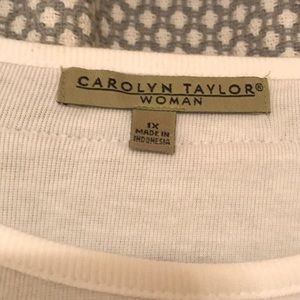 CAROLYN TAYLOR®
WOMAN
1X
MADE IN
INDONESIA